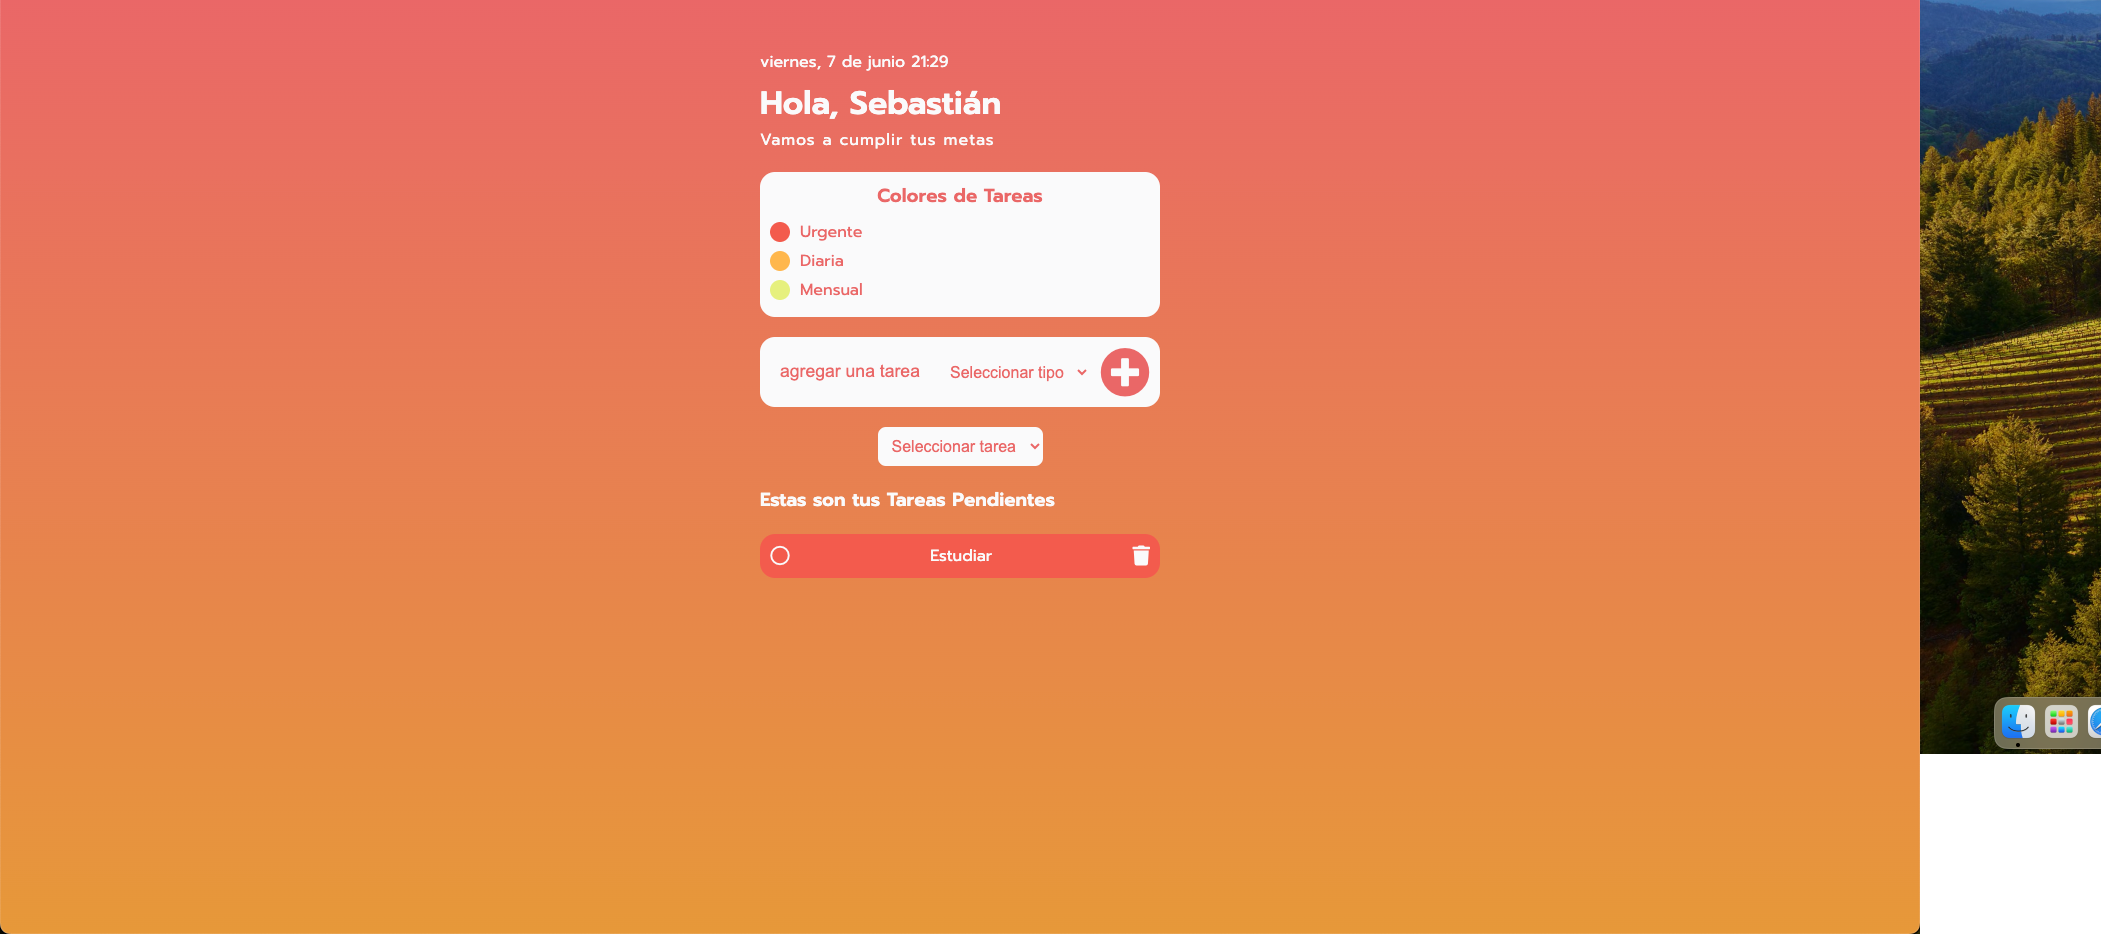 viernes, 7 de junio 21:29
Hola, Sebastián
Vamos a cumplir tus metas
Colores de Tareas
Urgente
Diaria
Mensual
agregar una tarea Seleccionar tipo
Seleccionar tarea
Estas son tus Tareas Pendientes
Estudiar